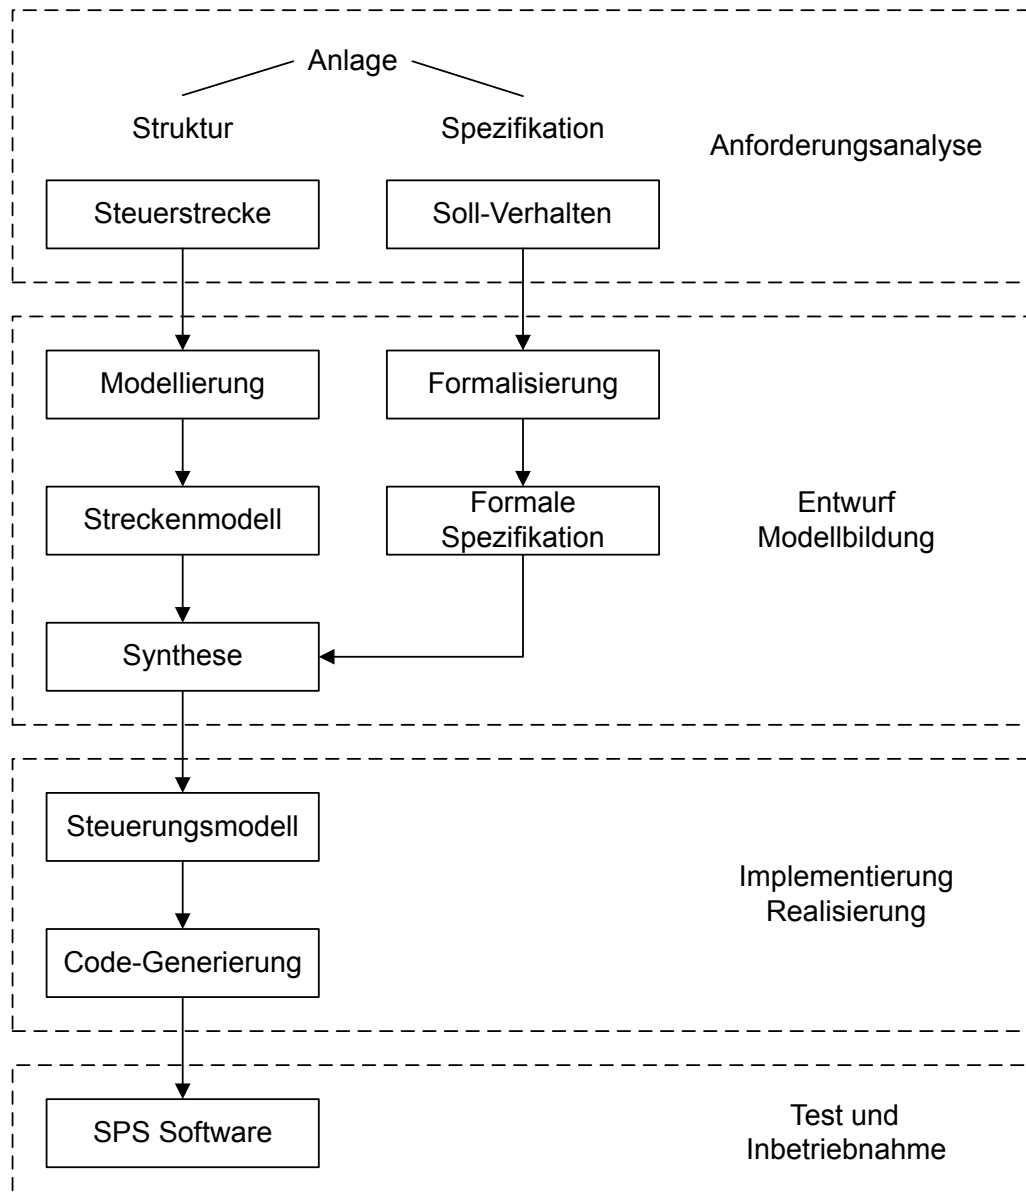 Anlage
Struktur
Spezifikation
Anforderungsanalyse
Steuerstrecke
Soll-Verhalten
Modellierung
Formalisierung
Streckenmodell
Formale
Spezifikation
Entwurf
Modellbildung
Synthese
Steuerungsmodell
Implementierung
Realisierung
Code-Generierung
SPS Software
Test und
Inbetriebnahme